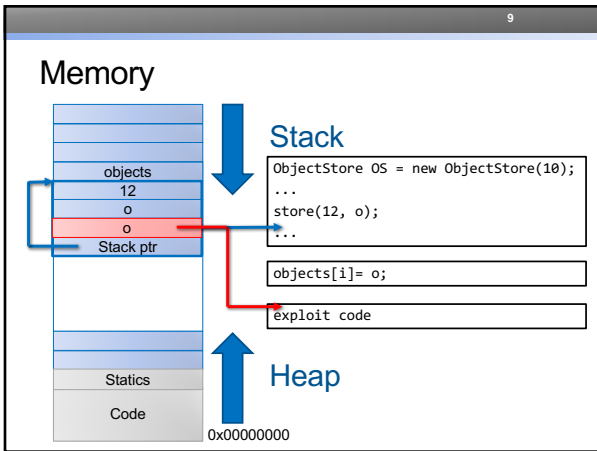 9
Memory
Stack
objects
12
o
o
Stack ptr
ObjectStore OS = new ObjectStore(10);
...
store(12, o);
...
objects[i]= o;
exploit code
Heap
Statics
Code
0x00000000